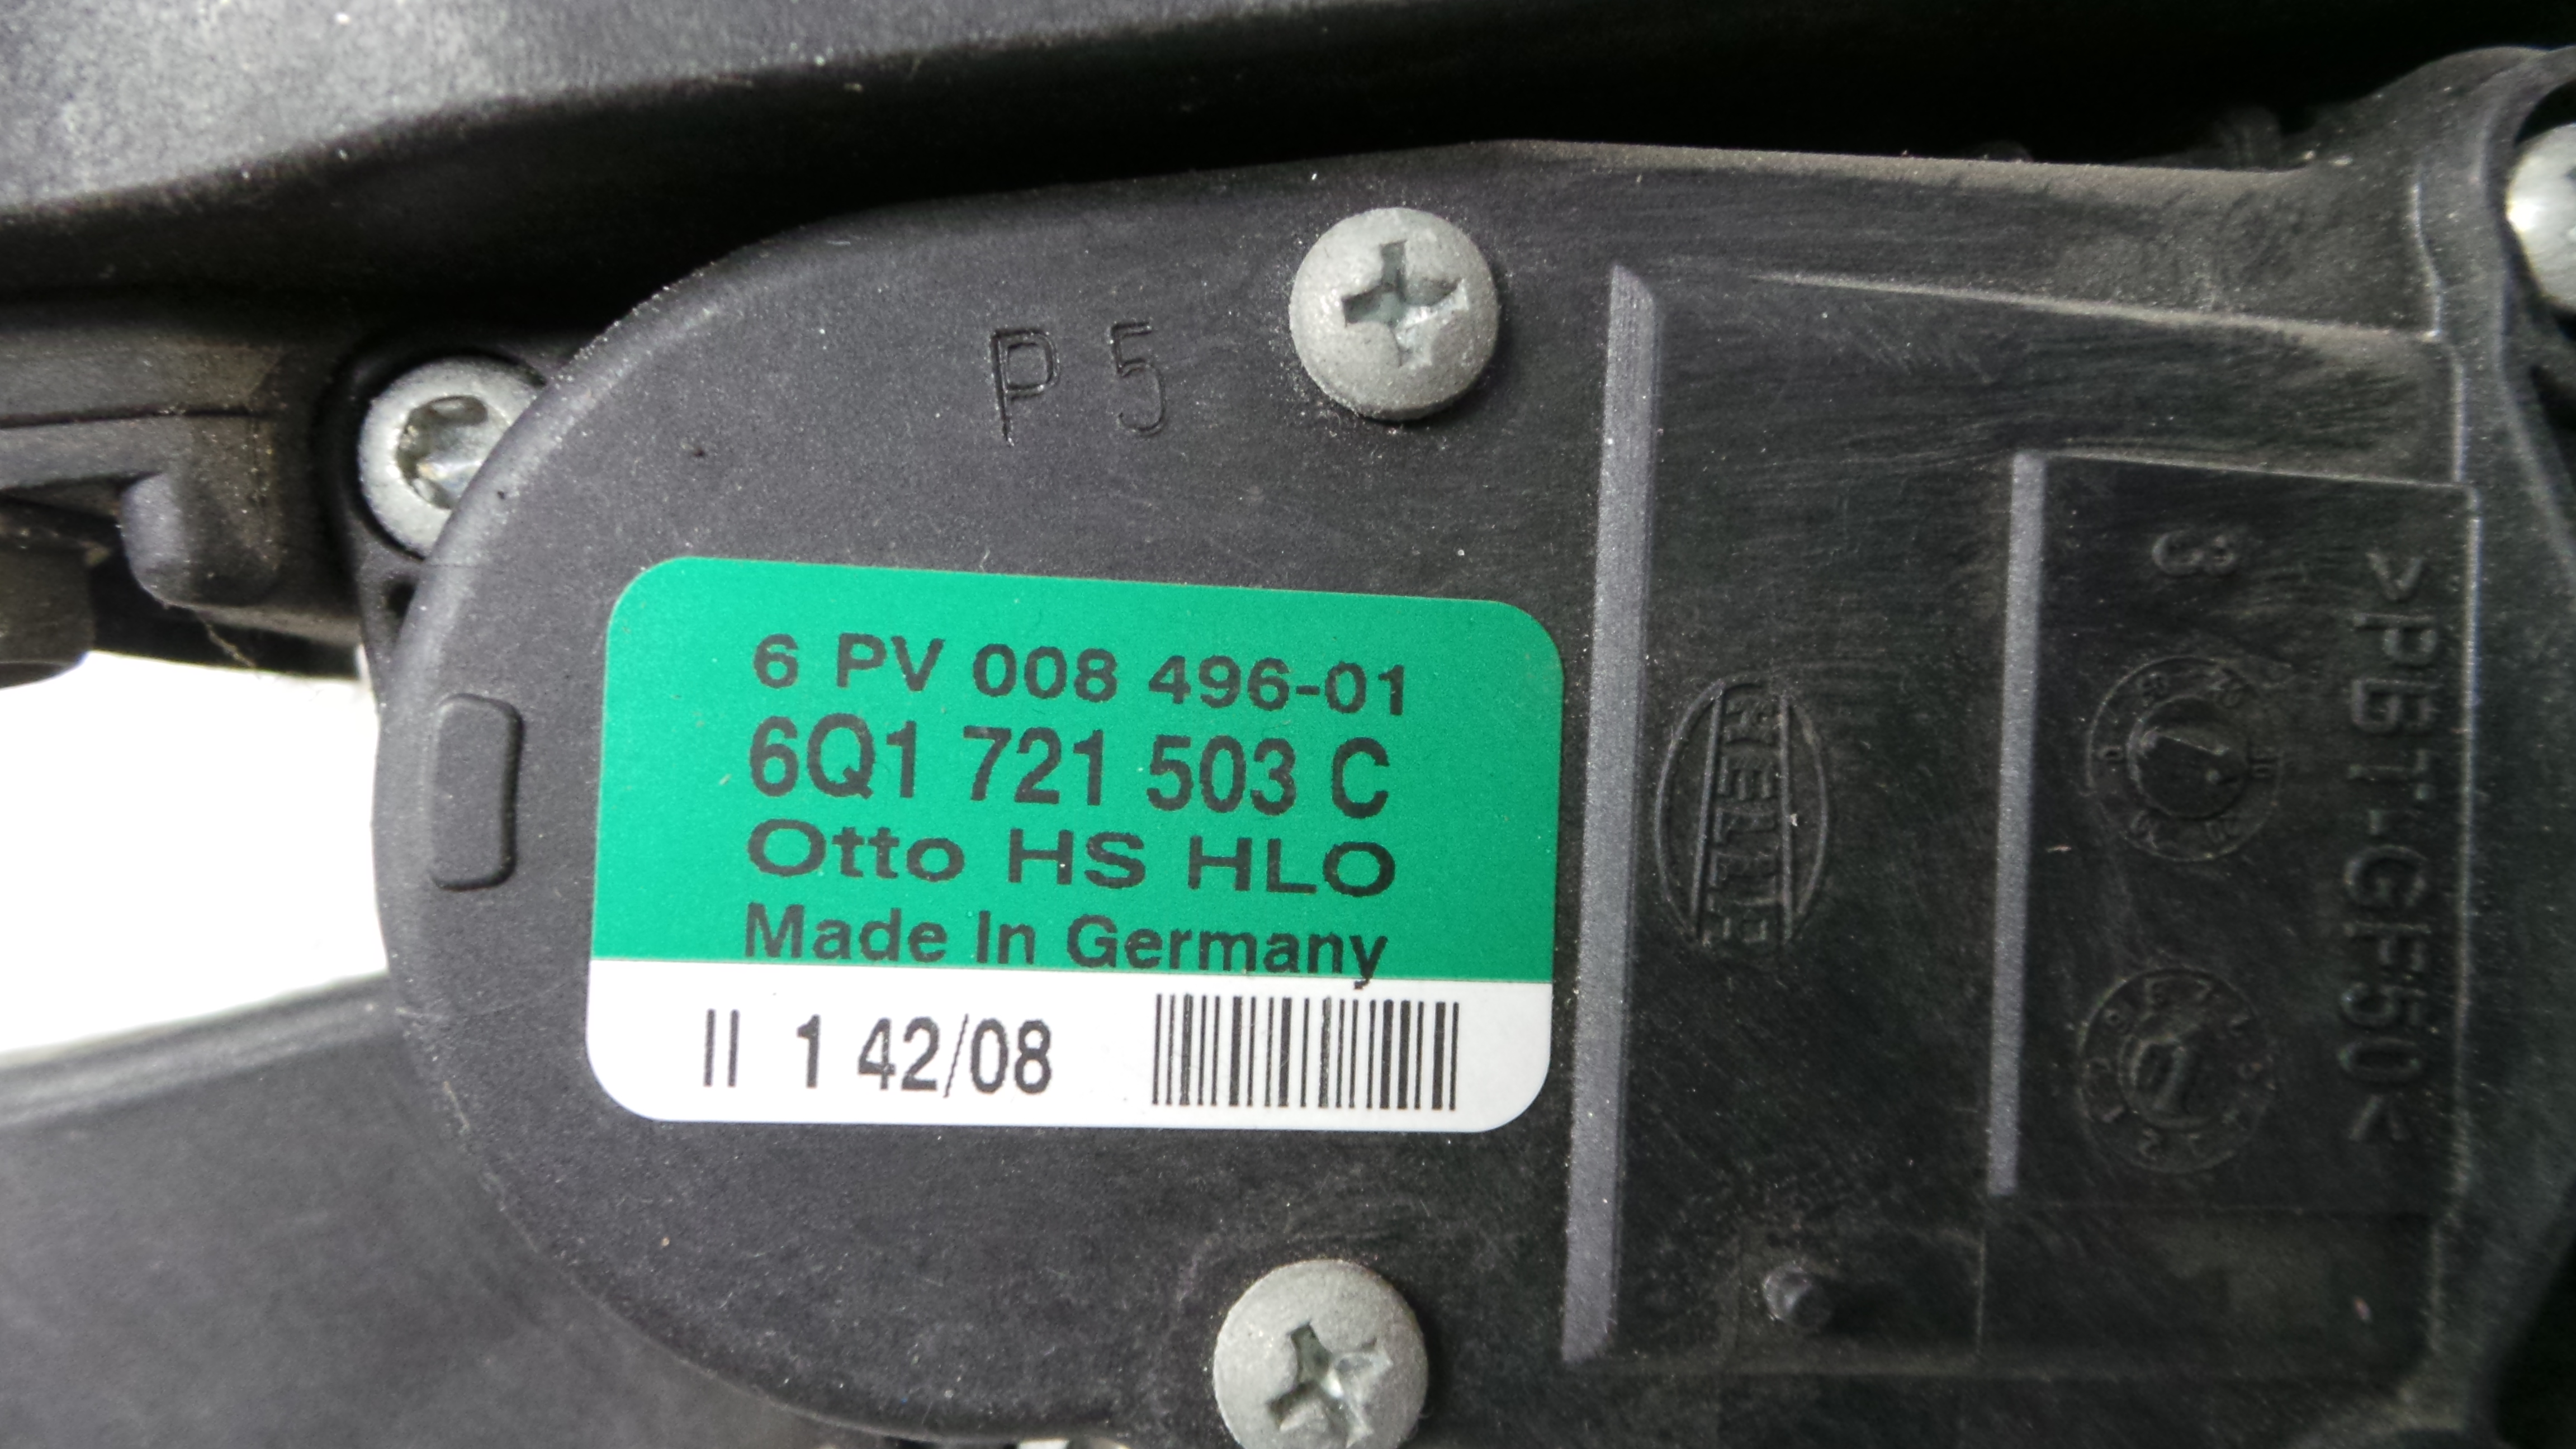 P 5
6 PV 008 496-01
6Q1 721 503 C
Otto HS HLO
Made In Germany
II 1 42/08
HELLA
3
>PBT-GF50<